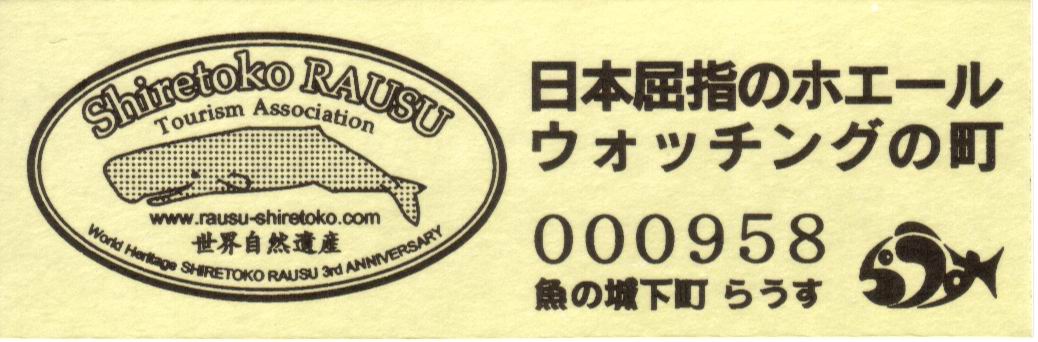 Shiretoko RAUSU
Tourism Association
www.rausu-shiretoko.com
世界自然遺産
World Heritage SHIRETOKO RAUSU 3rd ANNIVERSARY
日本屈指のホエール
ウォッチングの町
000958
魚の城下町 らうす